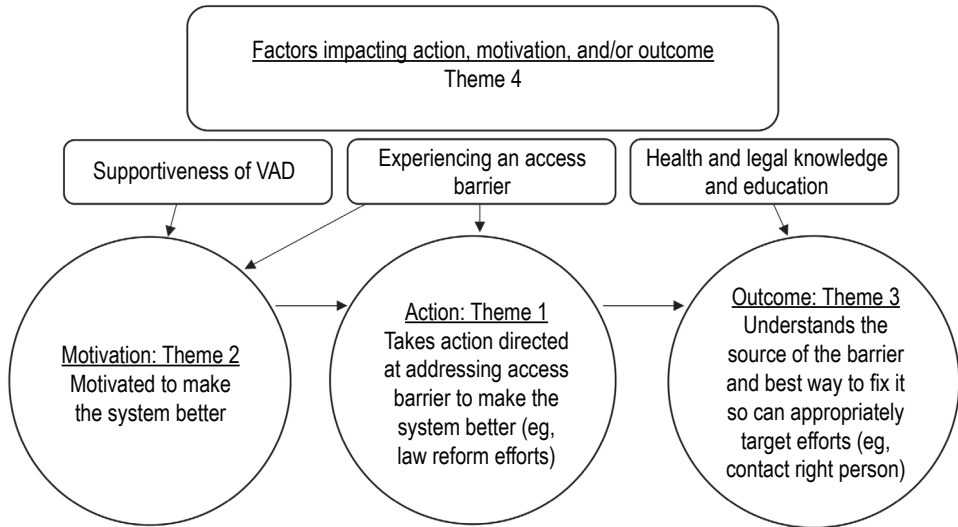 Factors impacting action, motivation, and/or outcome
Theme 4
Supportiveness of VAD
Experiencing an access
barrier
Health and legal knowledge
and education
Motivation: Theme 2
Motivated to make
the system better
Action: Theme 1
Takes action directed
at addressing access
barrier to make the
system better (eg,
law reform efforts)
Outcome: Theme 3
Understands the
source of the barrier
and best way to fix it
so can appropriately
target efforts (eg,
contact right person)